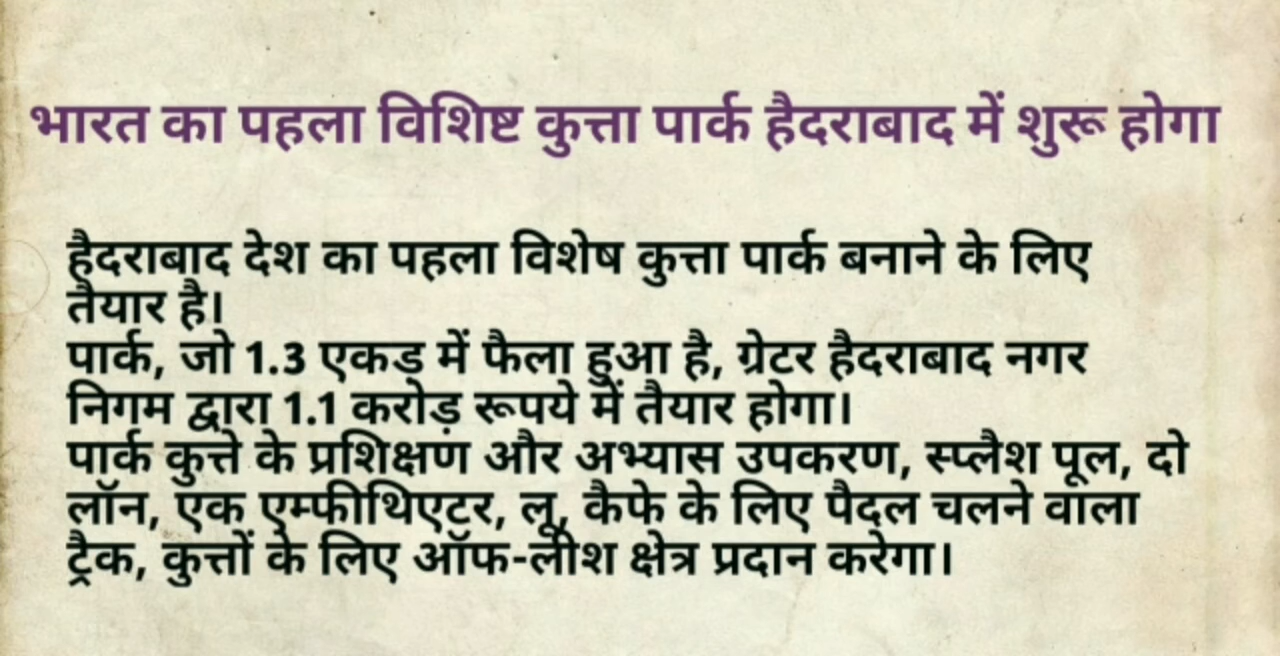 भारत का पहला विशिष्ट कुत्ता पार्क हैदराबाद में शुरू होगा
हैदराबाद देश का पहला विशेष कुत्ता पार्क बनाने के लिए
तैयार है।
पार्क, जो 1.3 एकड़ में फैला हुआ है, ग्रेटर हैदराबाद नगर
निगम द्वारा 1.1 करोड़ रूपये में तैयार होगा।
पार्क कुत्ते के प्रशिक्षण और अभ्यास उपकरण, स्प्लैश पूल, दो
लॉन, एक एम्फीथिएटर, लू, कैफे के लिए पैदल चलने वाला
ट्रैक, कुत्तों के लिए ऑफ-लीश क्षेत्र प्रदान करेगा।